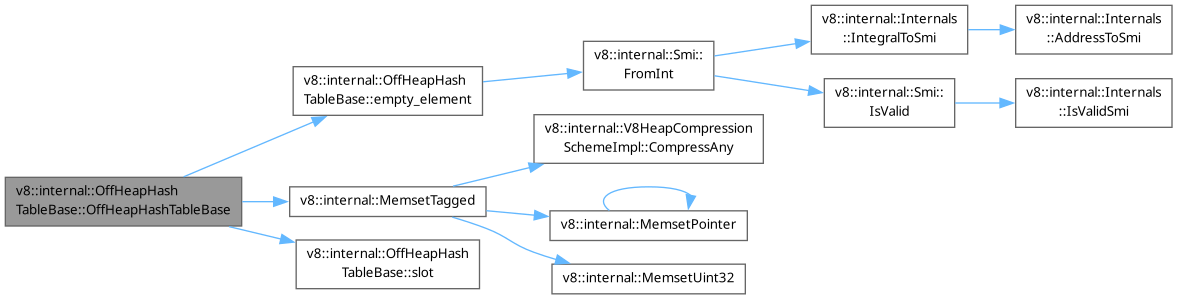 v8::internal::OffHeapHash
TableBase::OffHeapHashTableBase
v8::internal::OffHeapHash
TableBase::empty_element
v8::internal::Smi::
FromInt
v8::internal::Internals
::IntegralToSmi
v8::internal::Internals
::AddressToSmi
v8::internal::Smi::
IsValid
v8::internal::Internals
::IsValidSmi
v8::internal::MemsetTagged
v8::internal::V8HeapCompression
SchemeImpl::CompressAny
v8::internal::MemsetPointer
v8::internal::MemsetUint32
v8::internal::OffHeapHash
TableBase::slot